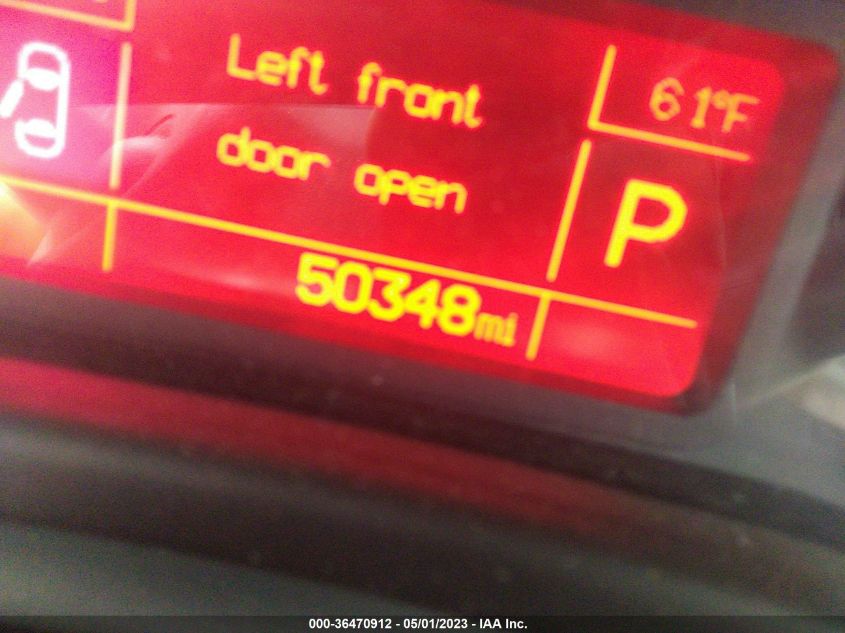 Left front
61°F
door open
P
50348mi
000-36470912 - 05/01/2023 - IAA Inc.